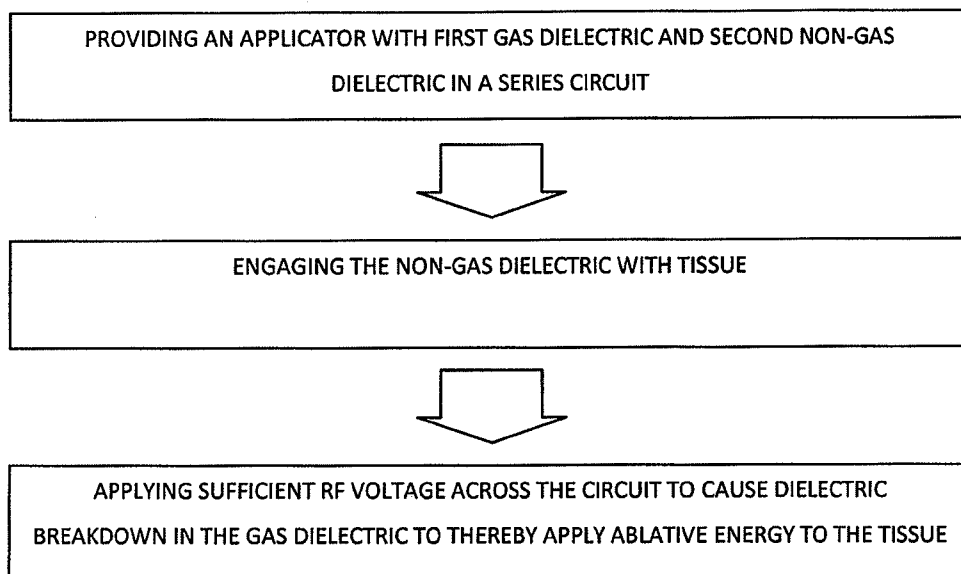 PROVIDING AN APPLICATOR WITH FIRST GAS DIELECTRIC AND SECOND NON-GAS
DIELECTRIC IN A SERIES CIRCUIT
ENGAGING THE NON-GAS DIELECTRIC WITH TISSUE
APPLYING SUFFICIENT RF VOLTAGE ACROSS THE CIRCUIT TO CAUSE DIELECTRIC
BREAKDOWN IN THE GAS DIELECTRIC TO THEREBY APPLY ABLATIVE ENERGY TO THE TISSUE